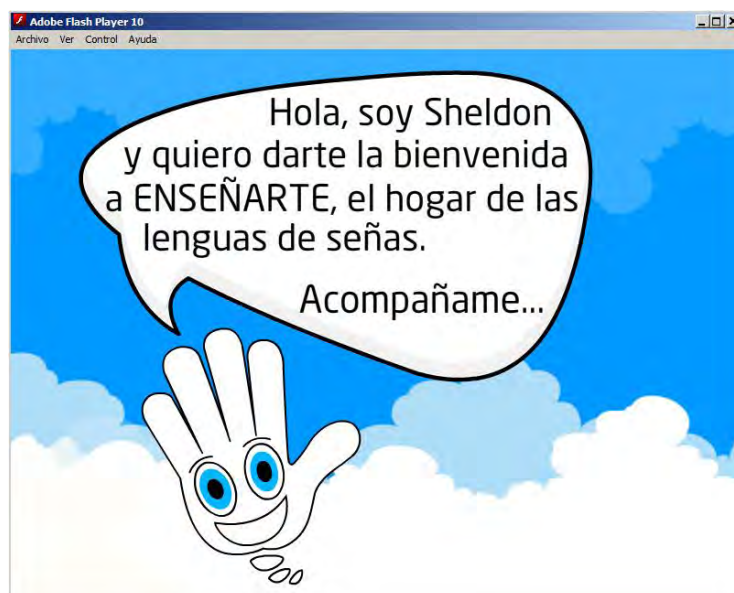 Adobe Flash Player 10
Archivo Ver Control Ayuda
Hola, soy Sheldon
y quiero darte la bienvenida
a ENSEÑARTE, el hogar de las
lenguas de señas.
Acompañame...